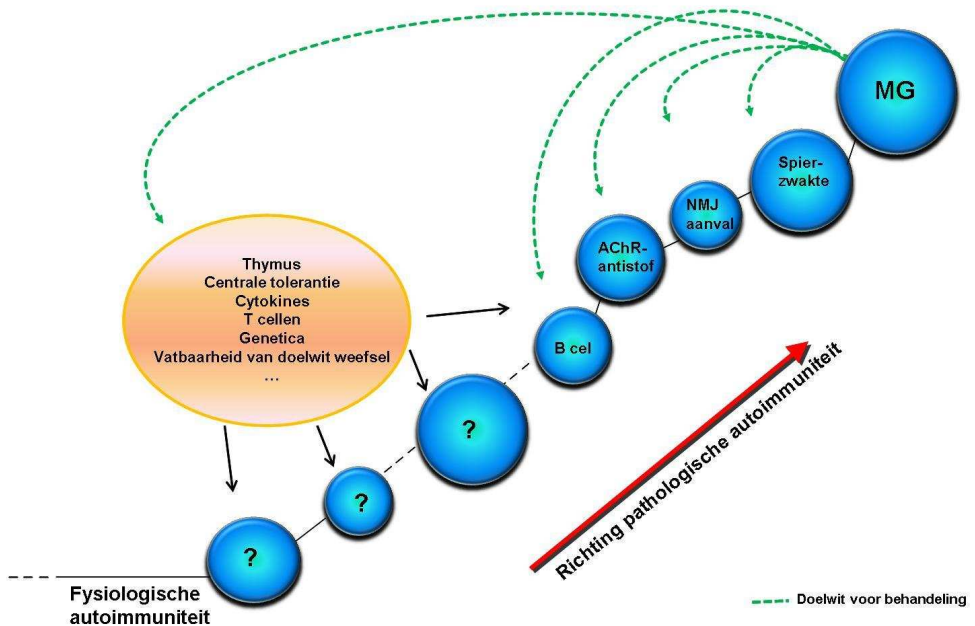 MG
Spier-
zwakte
NMJ
aanval
AChR-
antistof
B cel
Thymus
Centrale tolerantie
Cytokines
T cellen
Genetica
Vatbaarheid van doelwit weefsel
...
?
?
?
Richting pathologische autoimmuniteit
Fysiologische
autoimmuniteit
Doelwit voor behandeling